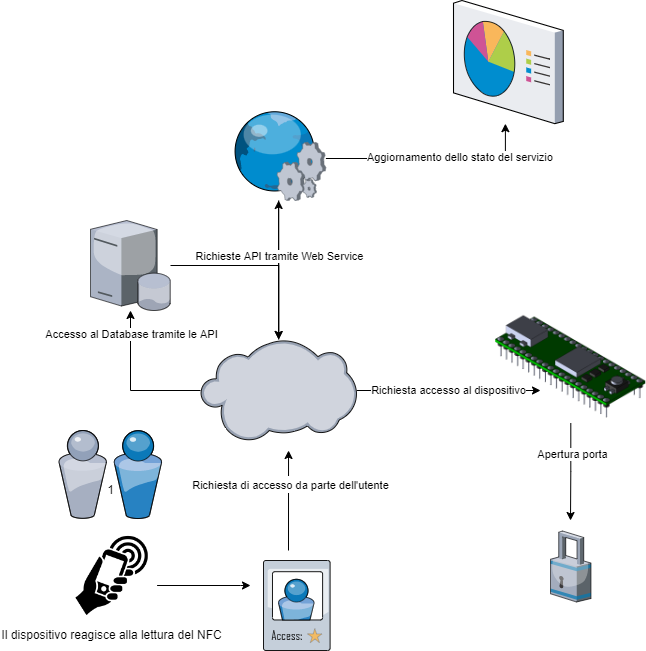 Aggiornamento dello stato del servizio
Richieste API tramite Web Service
Accesso al Database tramite le API
Richiesta accesso al dispositivo
Apertura porta
Richiesta di accesso da parte dell'utente
1
Il dispositivo reagisce alla lettura del NFC
Access: